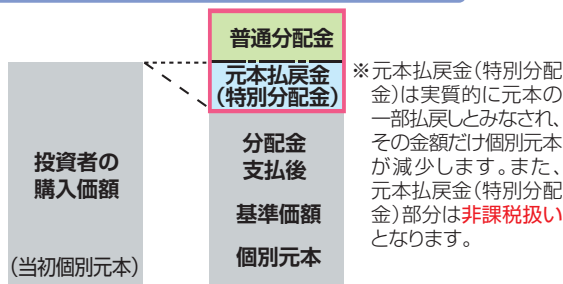 普通分配金
元本払戻金
(特別分配金)
投資者の
購入価額
(当初個別元本)
分配金
支払後
基準価額
個別元本
※元本払戻金(特別分配
金)は実質的に元本の
一部払戻しとみなされ、
その金額だけ個別元本
が減少します。また、
元本払戻金(特別分配
金)部分は非課税扱い
となります。